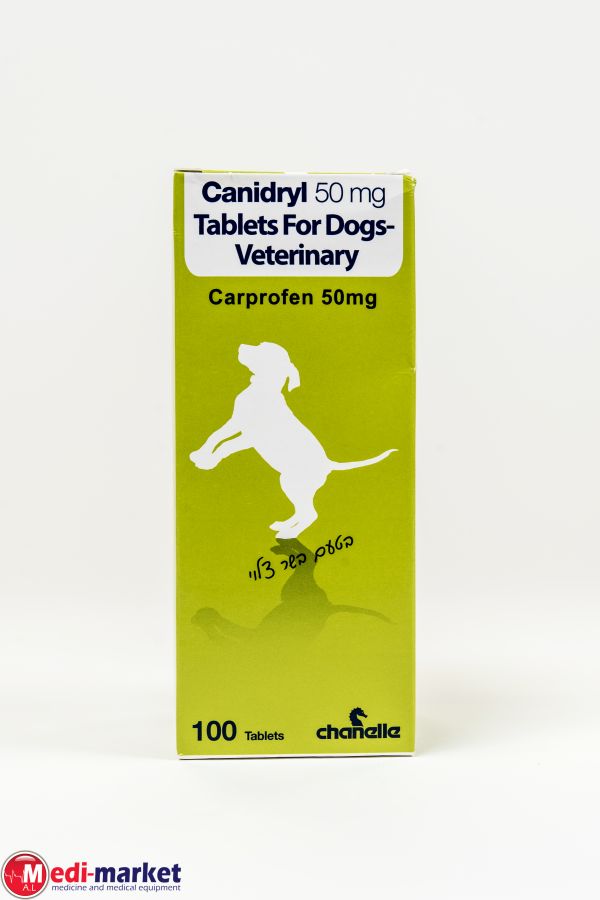 Canidryl 50 mg
Tablets For Dogs-
Veterinary
Carprofen 50mg
בטעם בשר צלוי
100 Tablets
chanelle
Medi-market
A.L
medicine and medical equipment